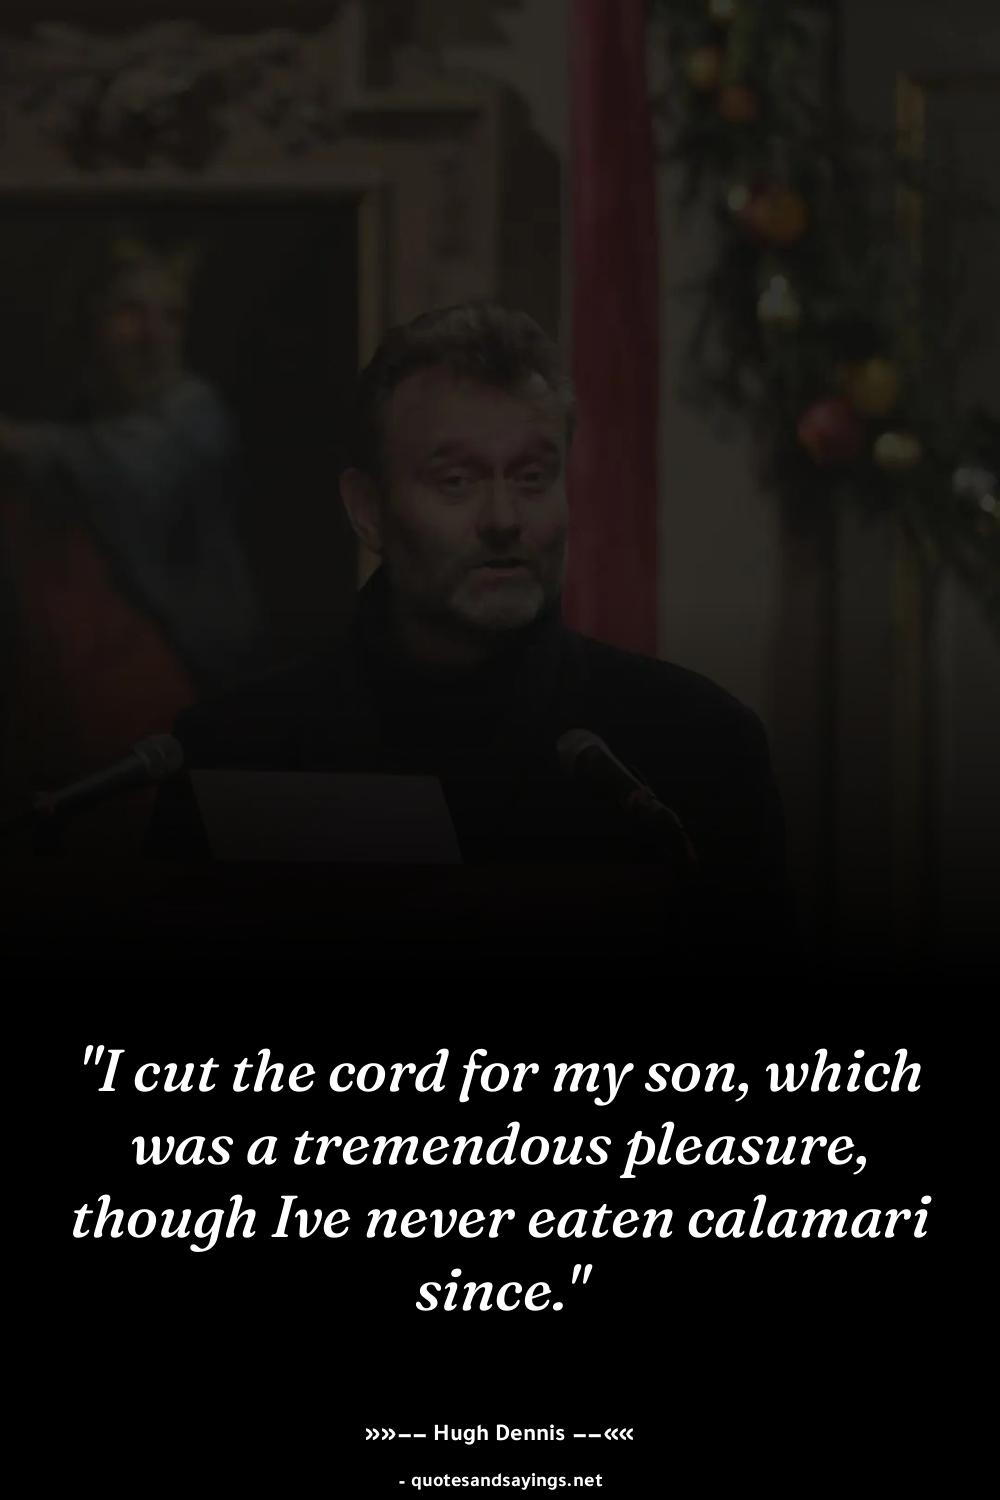 "I cut the cord for my son, which
was a tremendous pleasure,
though Ive never eaten calamari
since."
»»–– Hugh Dennis ––««
- quotesandsayings.net